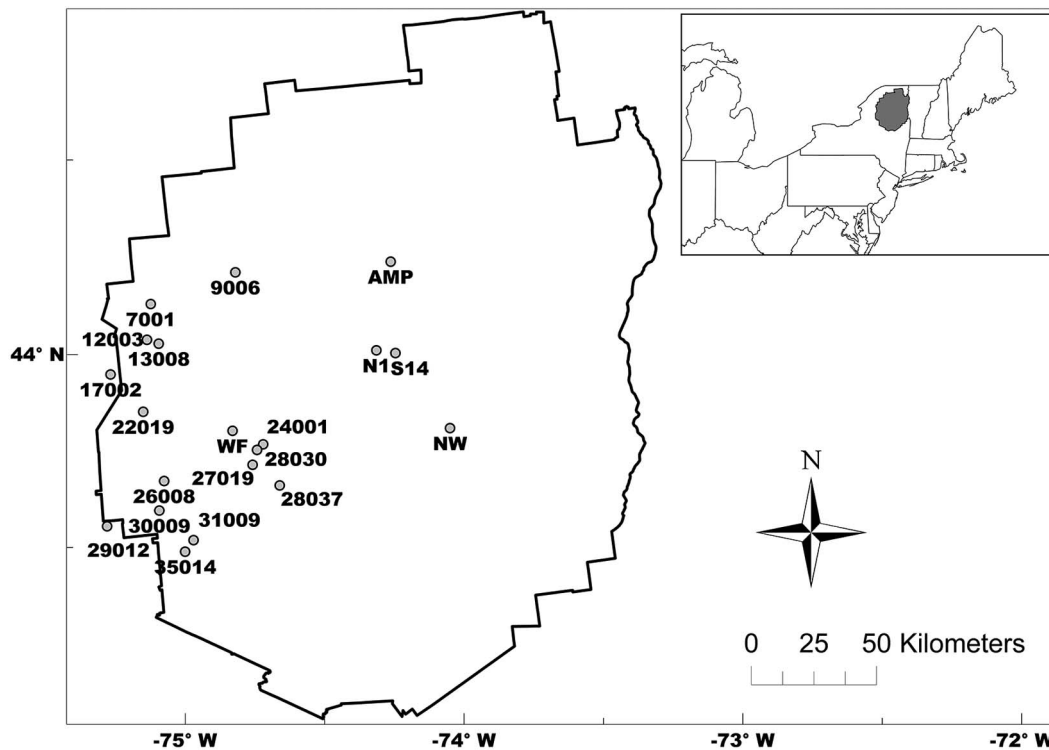 9006
AMP
7001
12003
13008
44° N
N1
S14
17002
22019
WF
24001
NW
28030
27019
26008
28037
30009
31009
29012
35014
N
0 25 50 Kilometers
-75° W
-74° W
-73° W
-72° W